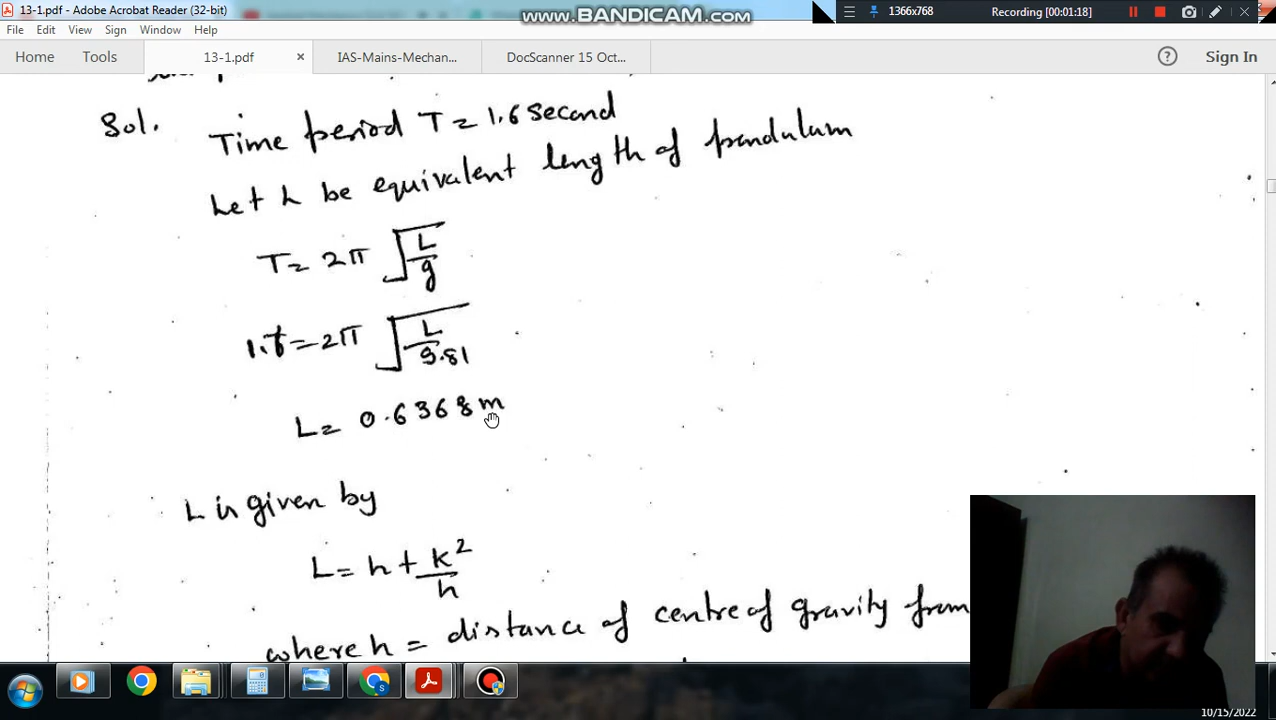 13-1.pdf - Adobe Acrobat Reader (32-bit)
www.BANDICAM.com
1366x768
Recording [00:01:18]
File Edit View Sign Window Help
Home Tools 13-1.pdf × IAS-Mains-Mechan... DocScanner 15 Oct... ? Sign In
Sol. Time period T = 1.6 second
Let L be equivalent length of pendulum
T = 2π √(L/g)
1.6 = 2π √(L/9.81)
L = 0.6368 m
L is given by
L = h + k²/h
where h = distance of centre of gravity from
10/15/2022